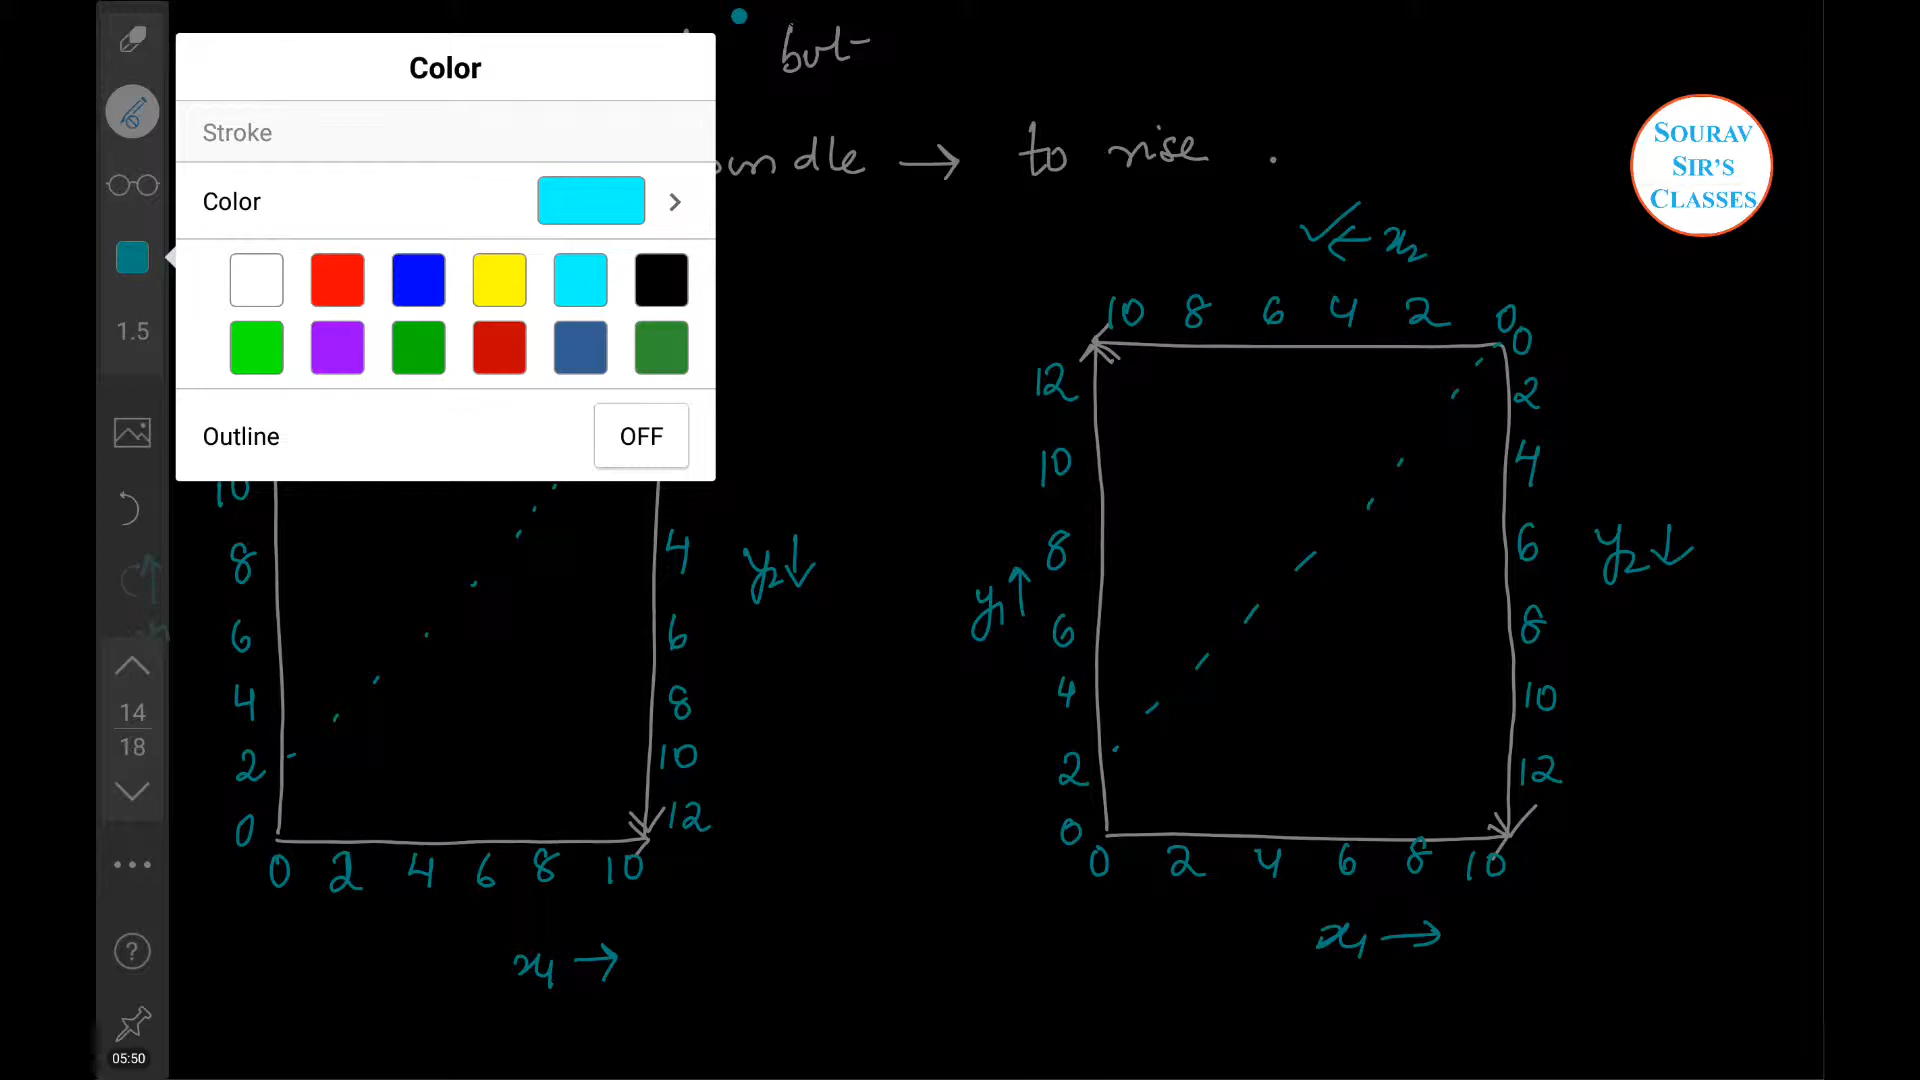 but
Color
Stroke
Color
Outline
OFF
→ to rise .
SOURAV
SIR'S
CLASSES
1.5
14
18
05:50
?
10
8
6
4
2
0
0 2 4 6 8 10
4
6
8
10
12
y₂↓
x₁ →
← x₂
10 8 6 4 2 0
12
10
8
6
4
2
0
y₁↑
0
2
4
6
8
10
12
y₂↓
0 2 4 6 8 10
x₁ →